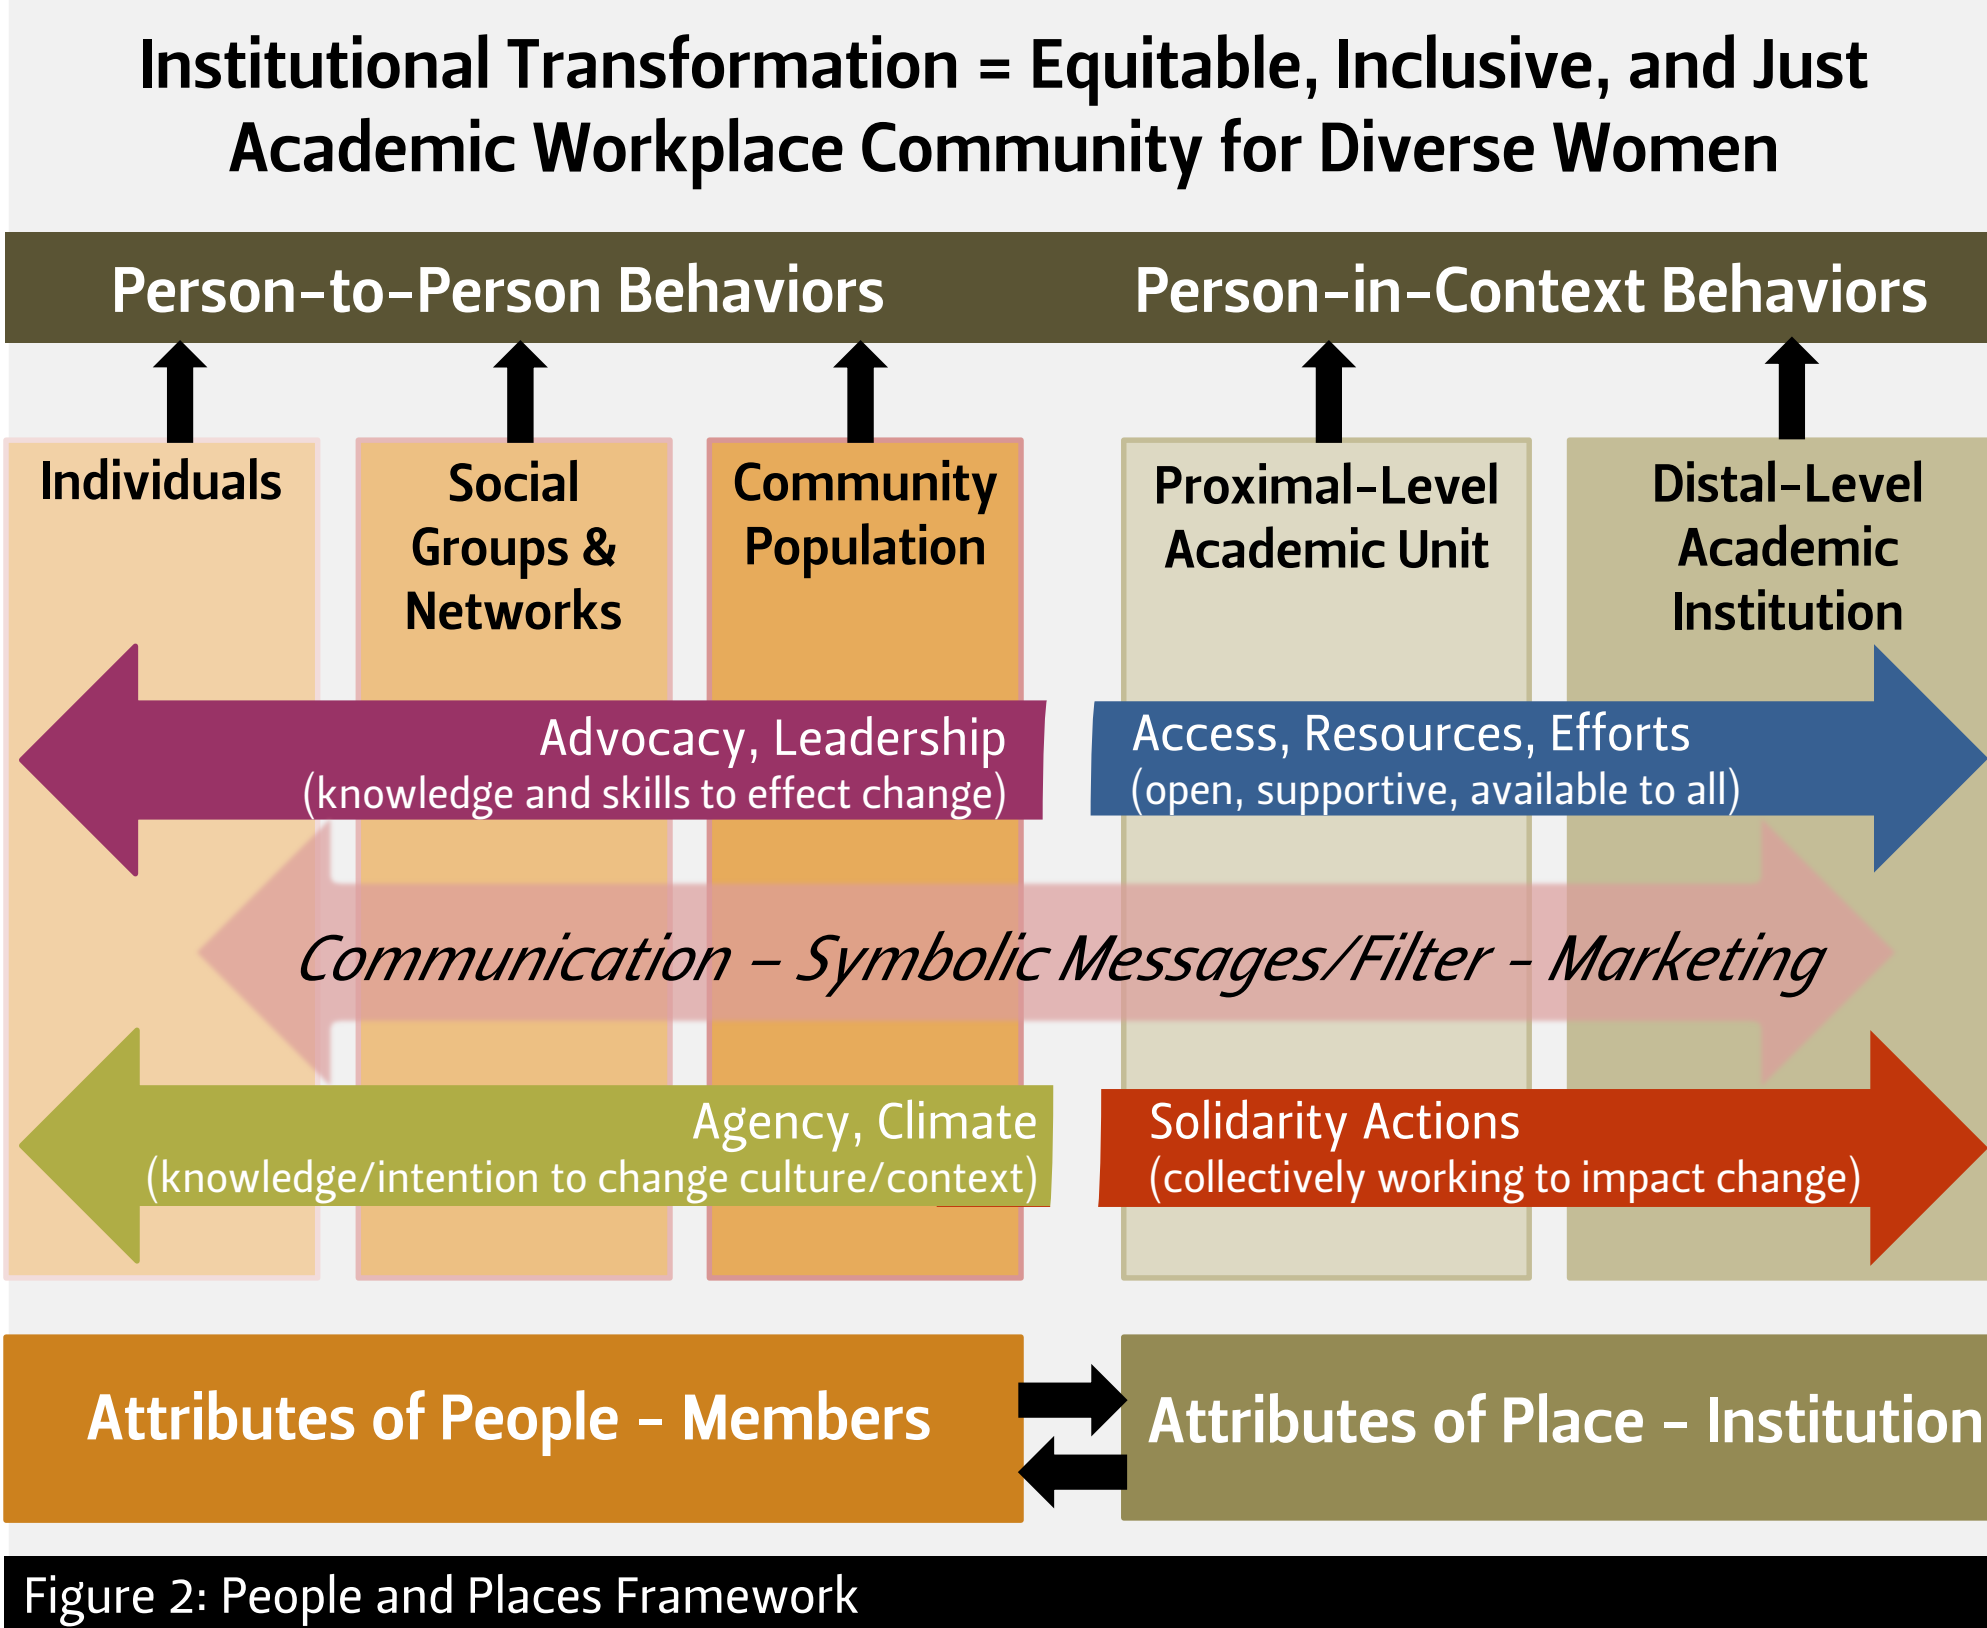 Institutional Transformation = Equitable, Inclusive, and Just
Academic Workplace Community for Diverse Women
Person-to-Person Behaviors
Person-in-Context Behaviors
Individuals
Social
Groups &
Networks
Community
Population
Proximal-Level
Academic Unit
Distal-Level
Academic
Institution
Advocacy, Leadership
(knowledge and skills to effect change)
Access, Resources, Efforts
(open, supportive, available to all)
Communication – Symbolic Messages/Filter - Marketing
Agency, Climate
(knowledge/intention to change culture/context)
Solidarity Actions
(collectively working to impact change)
Attributes of People – Members
Attributes of Place – Institution
Figure 2: People and Places Framework